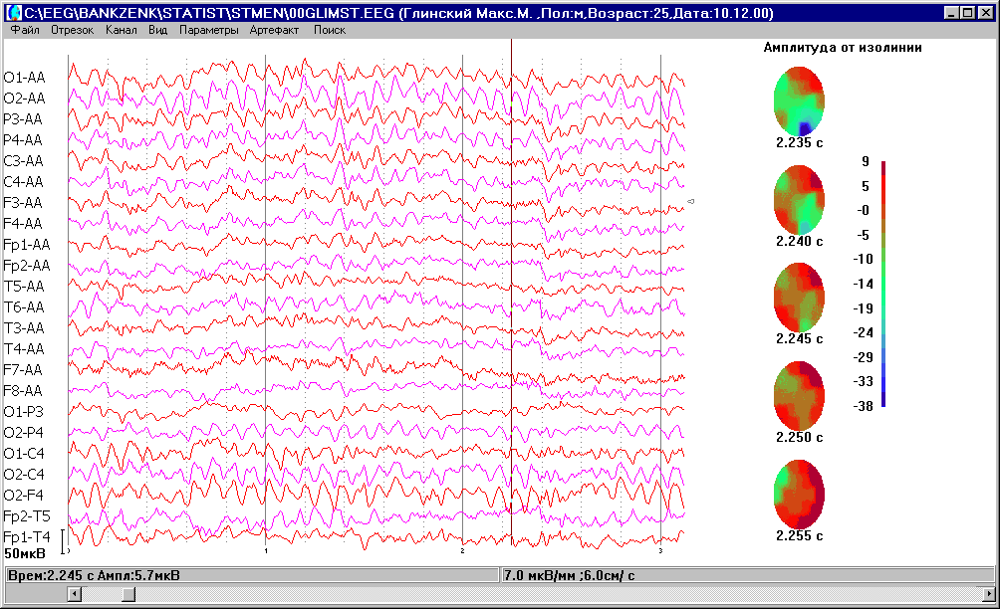 C:\EEG\BANKZENK\STATIST\STMEN\00GLIMST.EEG (Глинский Макс.М. ,Пол:м,Возраст:25,Дата:10.12.00)
Файл Отрезок Канал Вид Параметры Артефакт Поиск
Амплитуда от изолинии
O1-AA
O2-AA
P3-AA
P4-AA
C3-AA
C4-AA
F3-AA
F4-AA
Fp1-AA
Fp2-AA
T5-AA
T6-AA
T3-AA
T4-AA
F7-AA
F8-AA
O1-P3
O2-P4
O1-C4
O2-C4
O2-F4
Fp2-T5
Fp1-T4
50мкВ
0 1 2 3
2.235 с
2.240 с
2.245 с
2.250 с
2.255 с
9
5
-0
-5
-10
-14
-19
-24
-29
-33
-38
Врем:2.245 с Ампл:5.7мкВ
7.0 мкВ/мм ;6.0см/ с